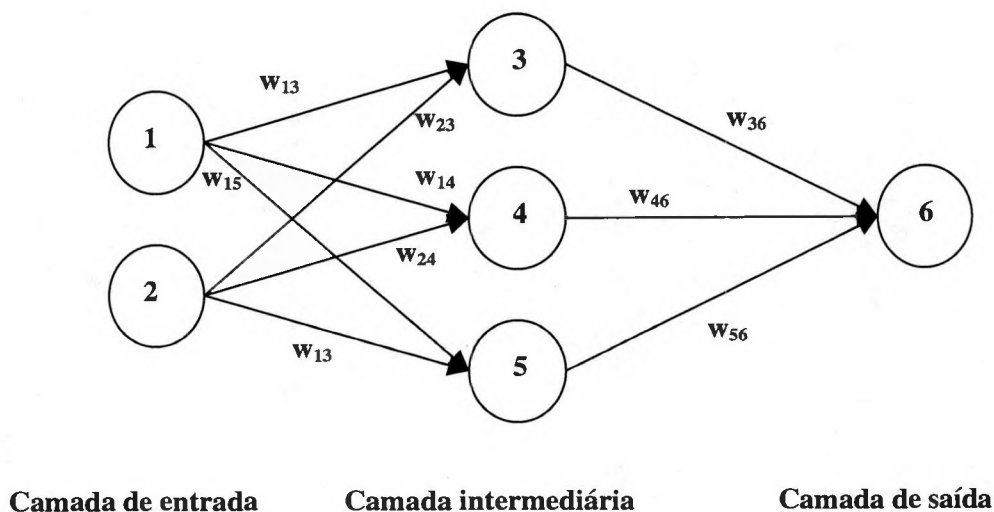 3
w₁₃
w₂₃
w₃₆
1
w₁₅
w₁₄
w₄₆
4
6
w₂₄
2
w₁₃
w₅₆
5
Camada de entrada
Camada intermediária
Camada de saída